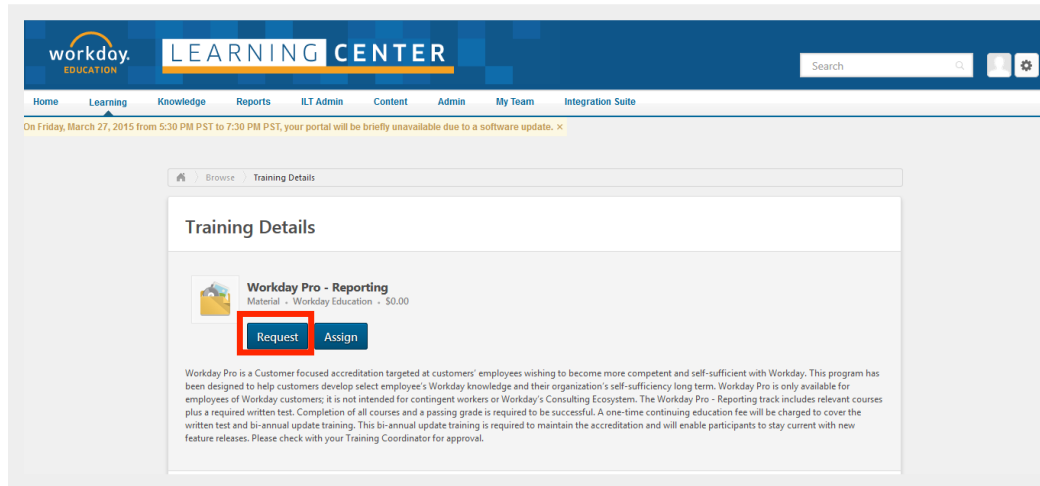 workday.
EDUCATION
LEARNING CENTER
Search
Home Learning Knowledge Reports ILT Admin Content Admin My Team Integration Suite
On Friday, March 27, 2015 from 5:30 PM PST to 7:30 PM PST, your portal will be briefly unavailable due to a software update. ×
Browse Training Details
Training Details
Workday Pro - Reporting
Material • Workday Education • $0.00
Request Assign
Workday Pro is a Customer focused accreditation targeted at customers' employees wishing to become more competent and self-sufficient with Workday. This program has
been designed to help customers develop select employee's Workday knowledge and their organization's self-sufficiency long term. Workday Pro is only available for
employees of Workday customers; it is not intended for contingent workers or Workday's Consulting Ecosystem. The Workday Pro - Reporting track includes relevant courses
plus a required written test. Completion of all courses and a passing grade is required to be successful. A one-time continuing education fee will be charged to cover the
written test and bi-annual update training. This bi-annual update training is required to maintain the accreditation and will enable participants to stay current with new
feature releases. Please check with your Training Coordinator for approval.